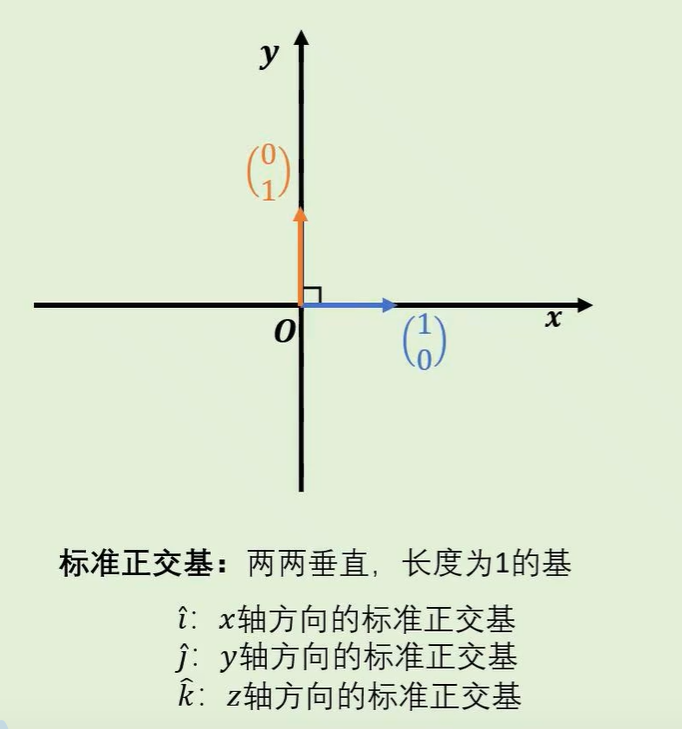 y
(0
1)
O
x
(1
0)
标准正交基：两两垂直，长度为1的基
î：x轴方向的标准正交基
ĵ：y轴方向的标准正交基
k̂：z轴方向的标准正交基